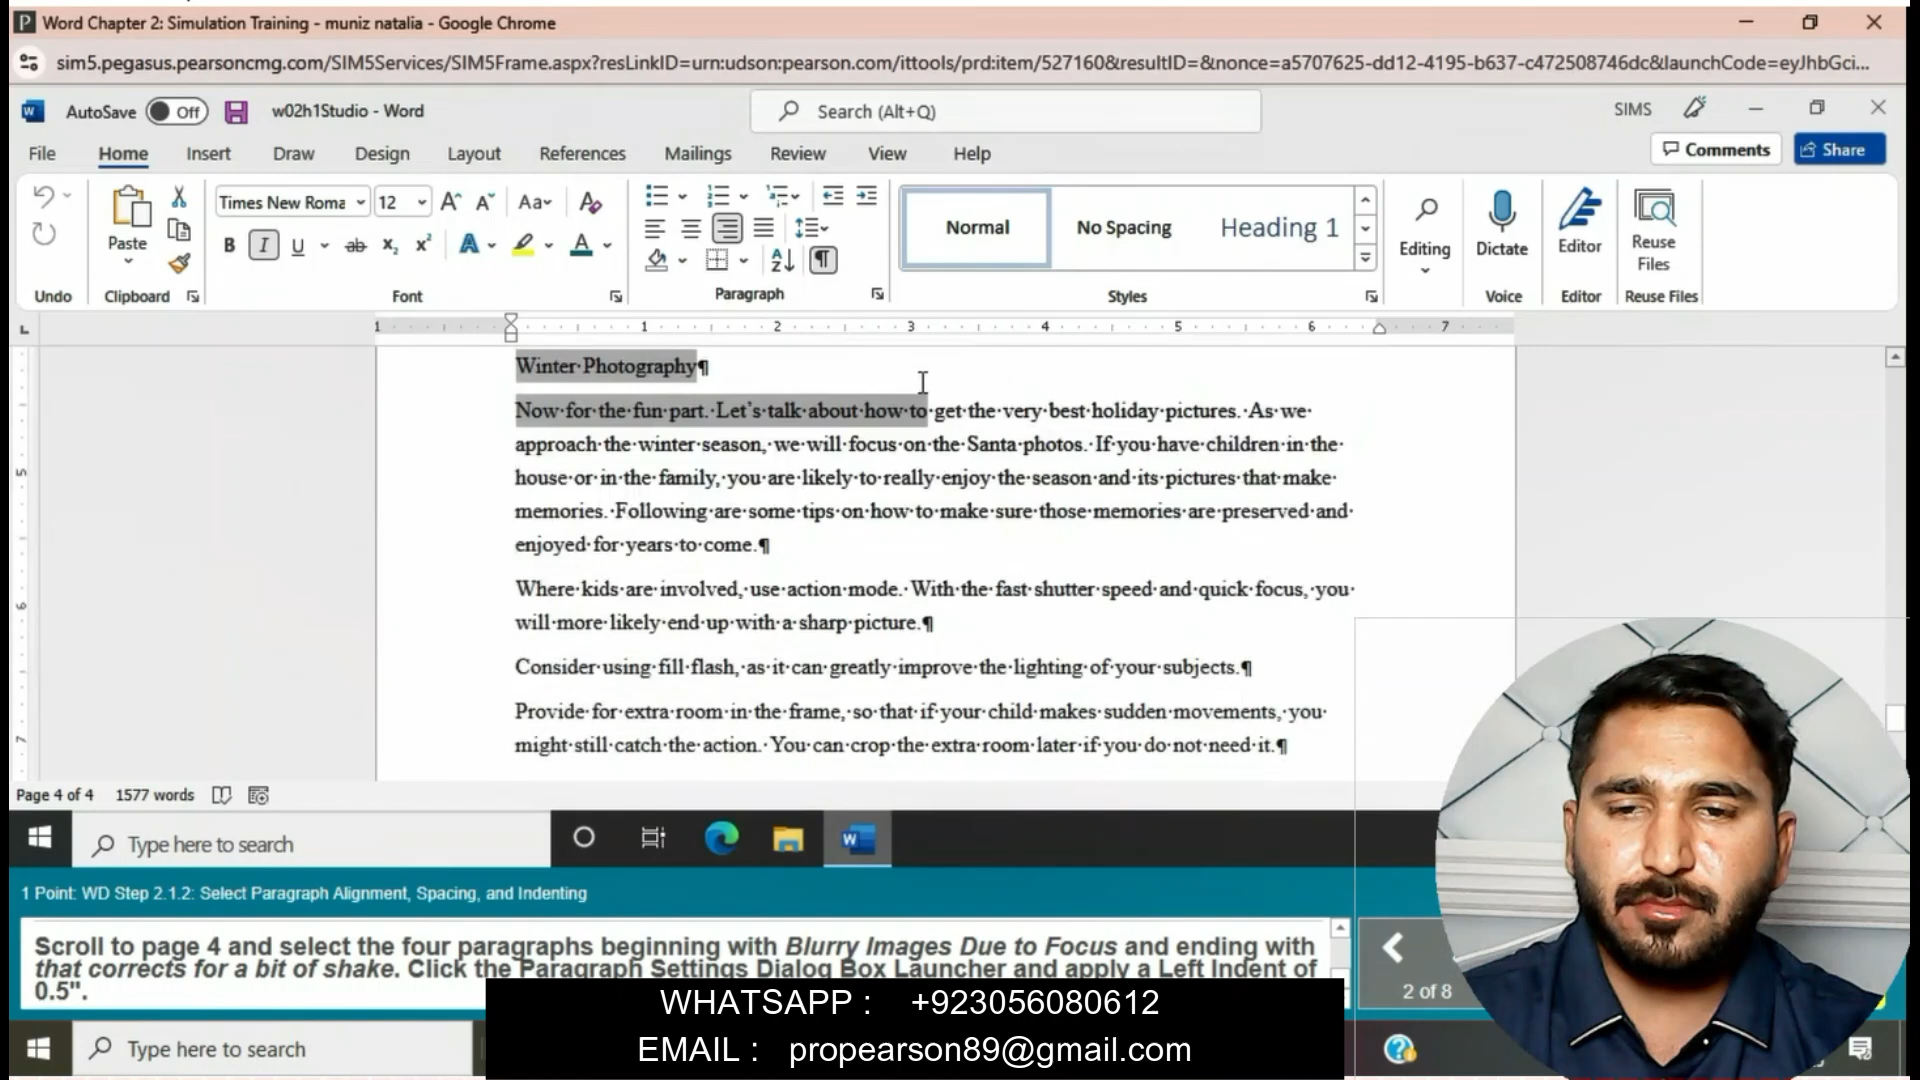 Word Chapter 2: Simulation Training - muniz natalia - Google Chrome
sim5.pegasus.pearsoncmg.com/SIM5Services/SIM5Frame.aspx?resLinkID=urn:udson:pearson.com/ittools/prd:item/527160&resultID=&nonce=a5707625-dd12-4195-b637-c472508746dc&launchCode=eyJhbGci...
AutoSave Off w02h1Studio - Word Search (Alt+Q) SIMS
File Home Insert Draw Design Layout References Mailings Review View Help Comments Share
Times New Roma 12 Aa
Paste B I U ab x₂ x² A A
Normal No Spacing Heading 1
Editing Dictate Editor Reuse Files
Undo Clipboard Font Paragraph Styles Voice Editor Reuse Files
1 1 2 3 4 5 6 7
Winter·Photography¶
Now·for·the·fun·part.·Let’s·talk·about·how·to·get·the·very·best·holiday·pictures.·As·we·
approach·the·winter·season,·we·will·focus·on·the·Santa·photos.·If·you·have·children·in·the·
house·or·in·the·family,·you·are·likely·to·really·enjoy·the·season·and·its·pictures·that·make·
memories.·Following·are·some·tips·on·how·to·make·sure·those·memories·are·preserved·and·
enjoyed·for·years·to·come.¶
Where·kids·are·involved,·use·action·mode.·With·the·fast·shutter·speed·and·quick·focus,·you·
will·more·likely·end·up·with·a·sharp·picture.¶
Consider·using·fill·flash,·as·it·can·greatly·improve·the·lighting·of·your·subjects.¶
Provide·for·extra·room·in·the·frame,·so·that·if·your·child·makes·sudden·movements,·you·
might·still·catch·the·action.·You·can·crop·the·extra·room·later·if·you·do·not·need·it.¶
5
6
7
Page 4 of 4 1577 words
Type here to search
1 Point: WD Step 2.1.2: Select Paragraph Alignment, Spacing, and Indenting
Scroll to page 4 and select the four paragraphs beginning with Blurry Images Due to Focus and ending with
that corrects for a bit of shake. Click the Paragraph Settings Dialog Box Launcher and apply a Left Indent of
0.5".
2 of 8
WHATSAPP : +923056080612
EMAIL : propearson89@gmail.com
Type here to search